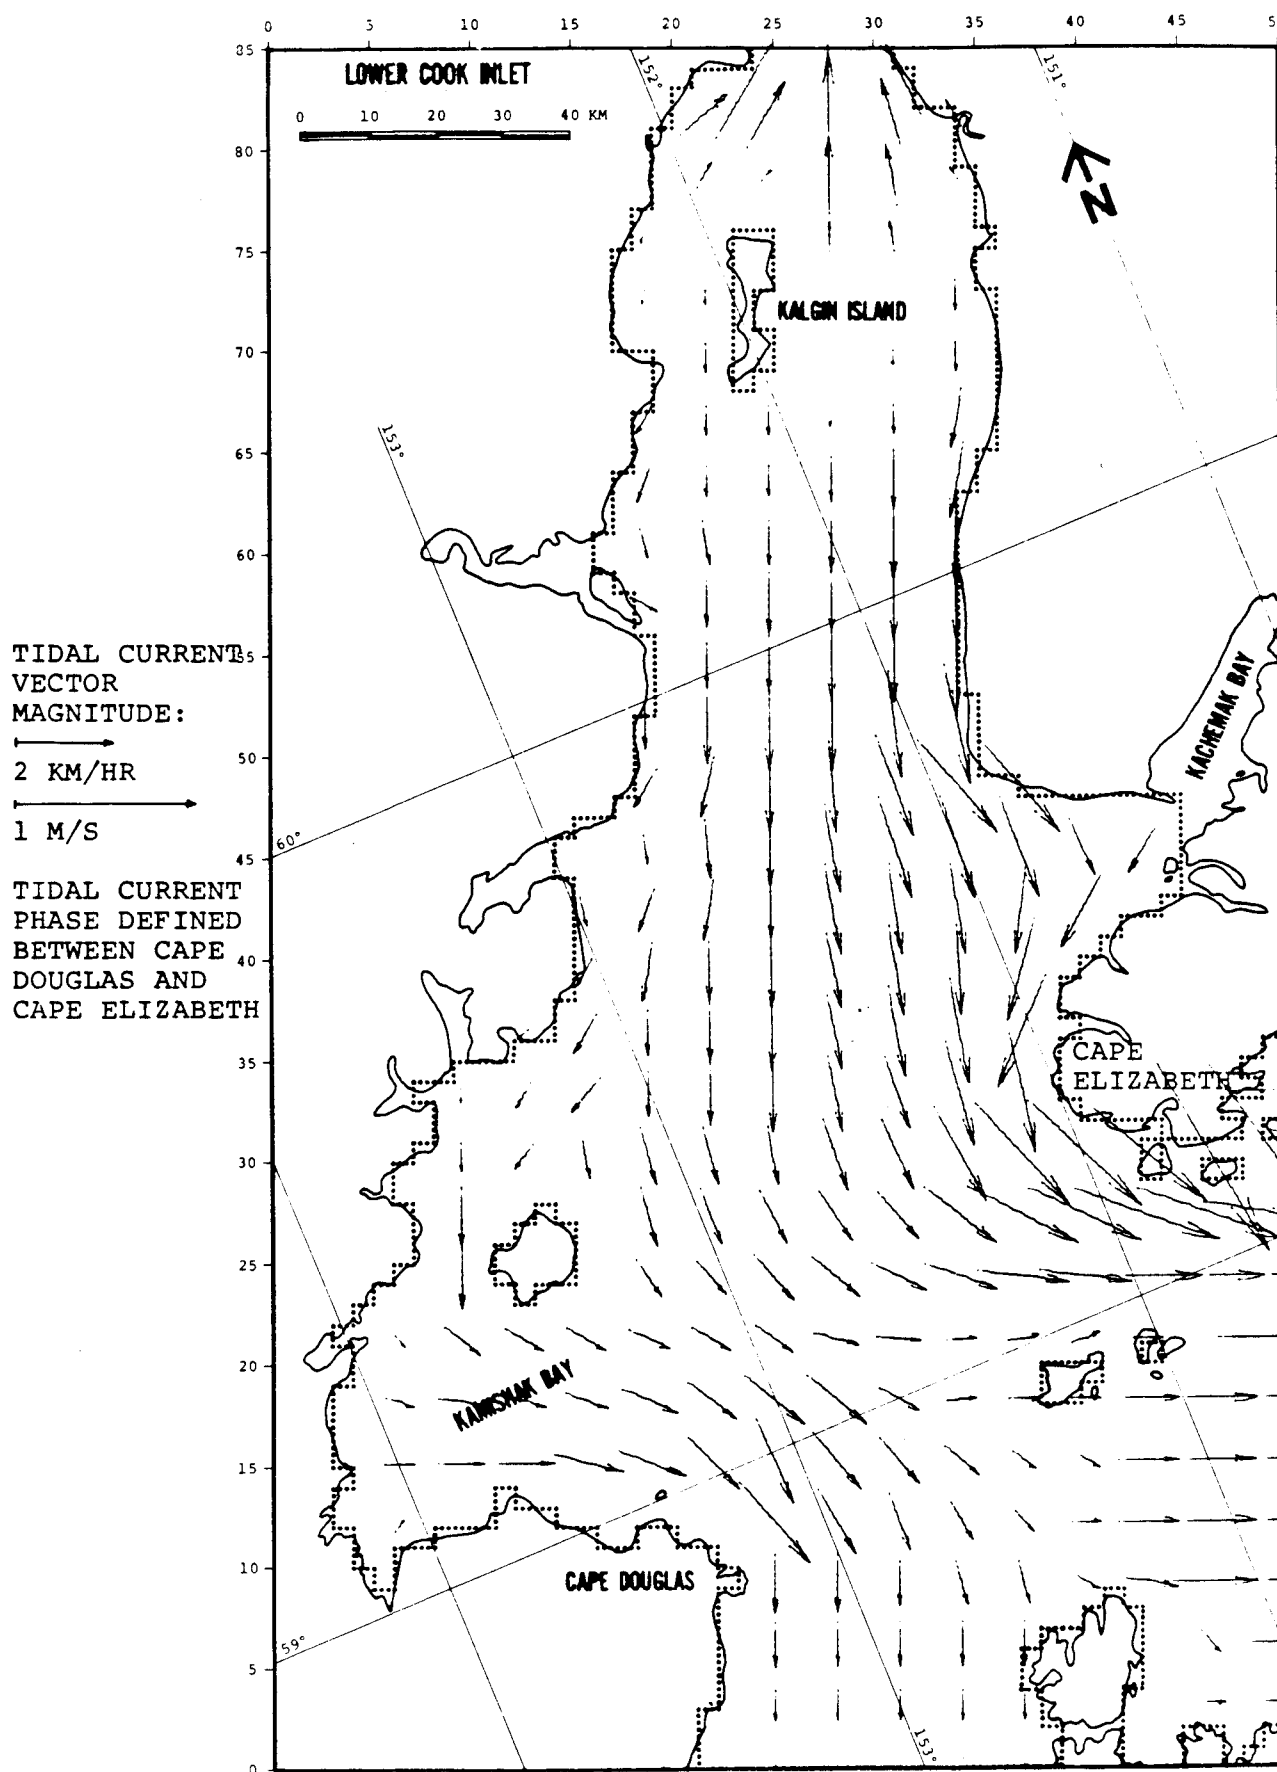 0 5 10 15 20 25 30 35 40 45 5
85
LOWER COOK INLET
152°
151°
0 10 20 30 40 KM
80
N
75
KALGIN ISLAND
70
153°
65
60
TIDAL CURRENT
55
VECTOR
MAGNITUDE:
KACHEMAK BAY
2 KM/HR
50
1 M/S
60°
45
TIDAL CURRENT
PHASE DEFINED
BETWEEN CAPE
DOUGLAS AND
CAPE ELIZABETH
40
35
CAPE
ELIZABETH
30
25
20
KAMISHAK BAY
15
10
CAPE DOUGLAS
59°
5
153°
0